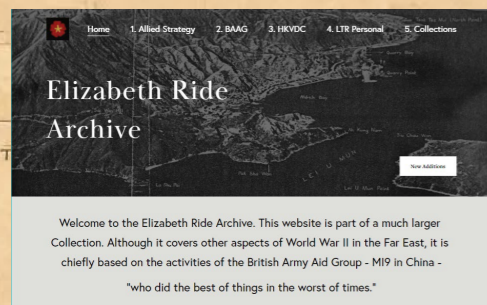 Home 1. Allied Strategy 2. BAAG 3. HKVDC 4. LTR Personal 5. Collections
Elizabeth Ride
Archive
New Additions
Welcome to the Elizabeth Ride Archive. This website is part of a much larger
Collection. Although it covers other aspects of World War II in the Far East, it is
chiefly based on the activities of the British Army Aid Group - MI9 in China -
"who did the best of things in the worst of times."